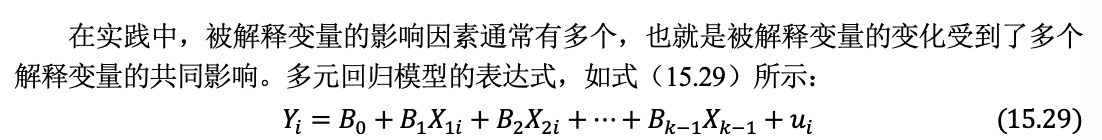 在实践中，被解释变量的影响因素通常有多个，也就是被解释变量的变化受到了多个
解释变量的共同影响。多元回归模型的表达式，如式（15.29）所示：
Yᵢ = B₀ + B₁X₁ᵢ + B₂X₂ᵢ + ⋯ + Bₖ₋₁Xₖ₋₁ + uᵢ (15.29)